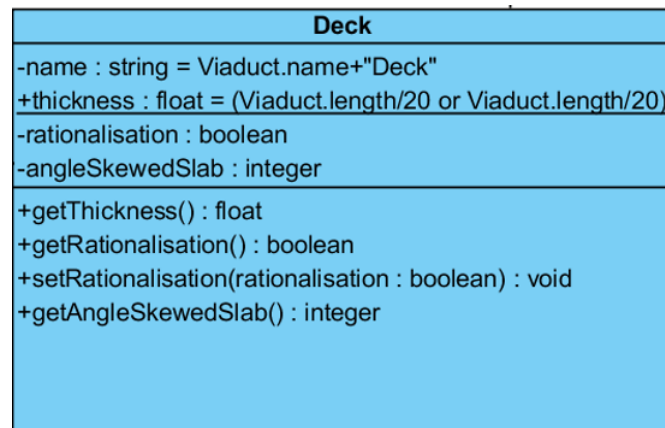 Deck
-name : string = Viaduct.name+"Deck"
+thickness : float = (Viaduct.length/20 or Viaduct.length/20)
-rationalisation : boolean
-angleSkewedSlab : integer
+getThickness() : float
+getRationalisation() : boolean
+setRationalisation(rationalisation : boolean) : void
+getAngleSkewedSlab() : integer